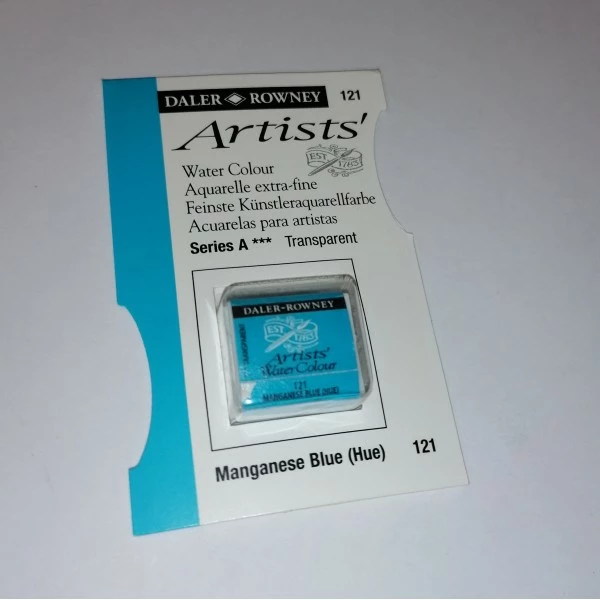 DALER ROWNEY 121
Artists'
EST 1783
Water Colour
Aquarelle extra-fine
Feinste Künstleraquarellfarbe
Acuarelas para artistas
Series A *** Transparent
DALER-ROWNEY
TRANSPARENT
EST 1783
Artists'
Water Colour
121
MANGANESE BLUE (HUE)
Manganese Blue (Hue) 121